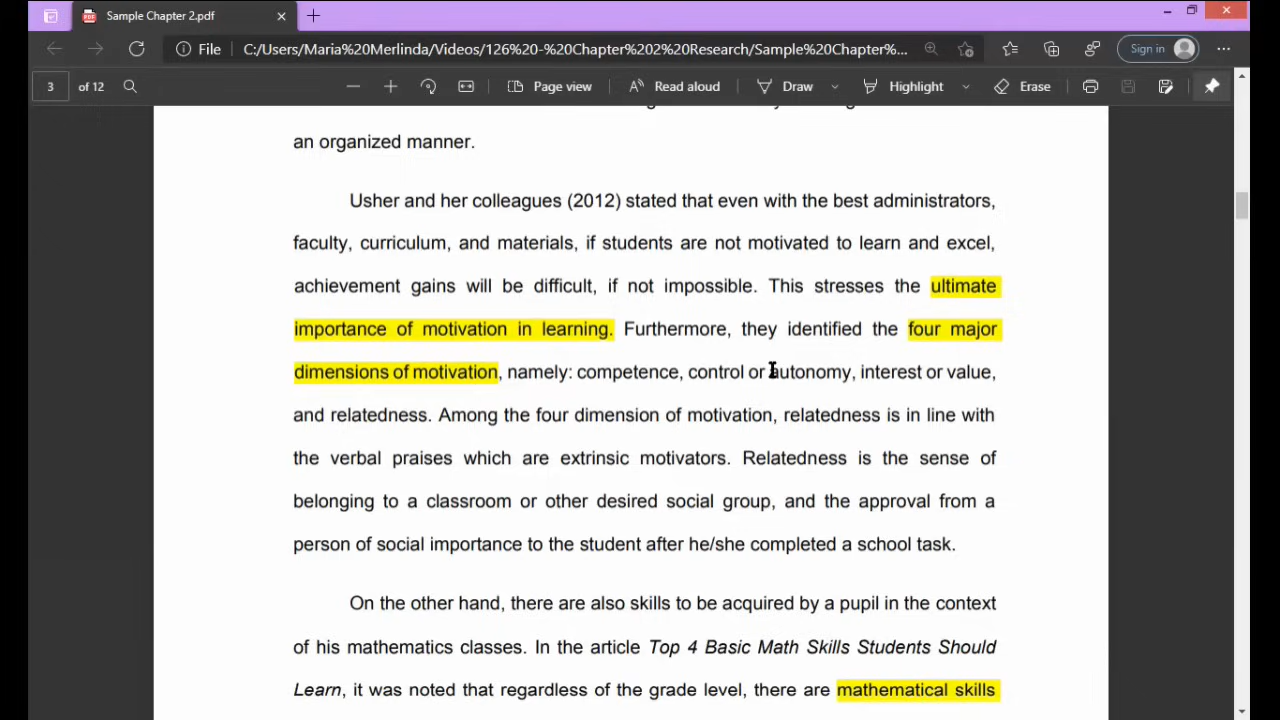 Sample Chapter 2.pdf
File C:/Users/Maria%20Merlinda/Videos/126%20-%20Chapter%202%20Research/Sample%20Chapter%... Sign in
3 of 12 Page view Read aloud Draw Highlight Erase
an organized manner.
Usher and her colleagues (2012) stated that even with the best administrators,
faculty, curriculum, and materials, if students are not motivated to learn and excel,
achievement gains will be difficult, if not impossible. This stresses the ultimate
importance of motivation in learning. Furthermore, they identified the four major
dimensions of motivation, namely: competence, control or autonomy, interest or value,
and relatedness. Among the four dimension of motivation, relatedness is in line with
the verbal praises which are extrinsic motivators. Relatedness is the sense of
belonging to a classroom or other desired social group, and the approval from a
person of social importance to the student after he/she completed a school task.
On the other hand, there are also skills to be acquired by a pupil in the context
of his mathematics classes. In the article Top 4 Basic Math Skills Students Should
Learn, it was noted that regardless of the grade level, there are mathematical skills